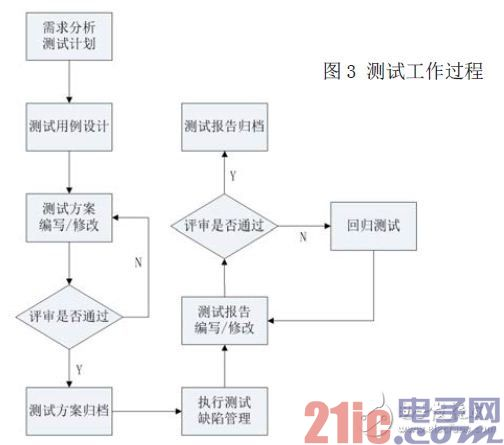 需求分析
测试计划
图3 测试工作过程
测试用例设计
测试报告归档
Y
测试方案
编写/修改
评审是否通过
N
回归测试
N
评审是否通过
测试报告
编写/修改
Y
测试方案归档
执行测试
缺陷管理
21ic电子网